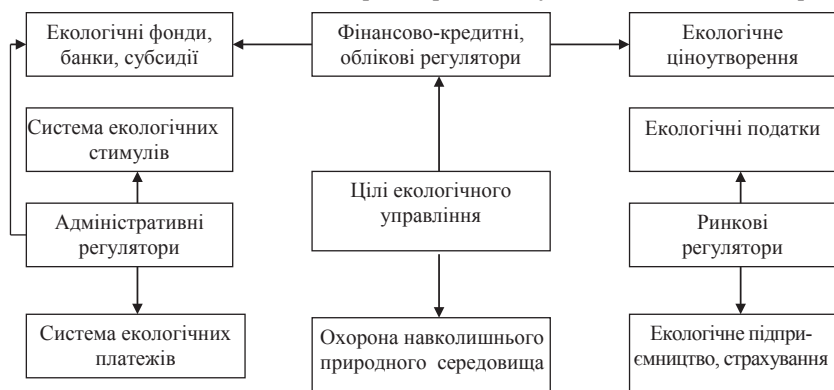 Екологічні фонди,
банки, субсидії
Фінансово-кредитні,
облікові регулятори
Екологічне
ціноутворення
Система екологічних
стимулів
Екологічні податки
Цілі екологічного
управління
Адміністративні
регулятори
Ринкові
регулятори
Система екологічних
платежів
Охорона навколишнього
природного середовища
Екологічне підпри-
ємництво, страхування